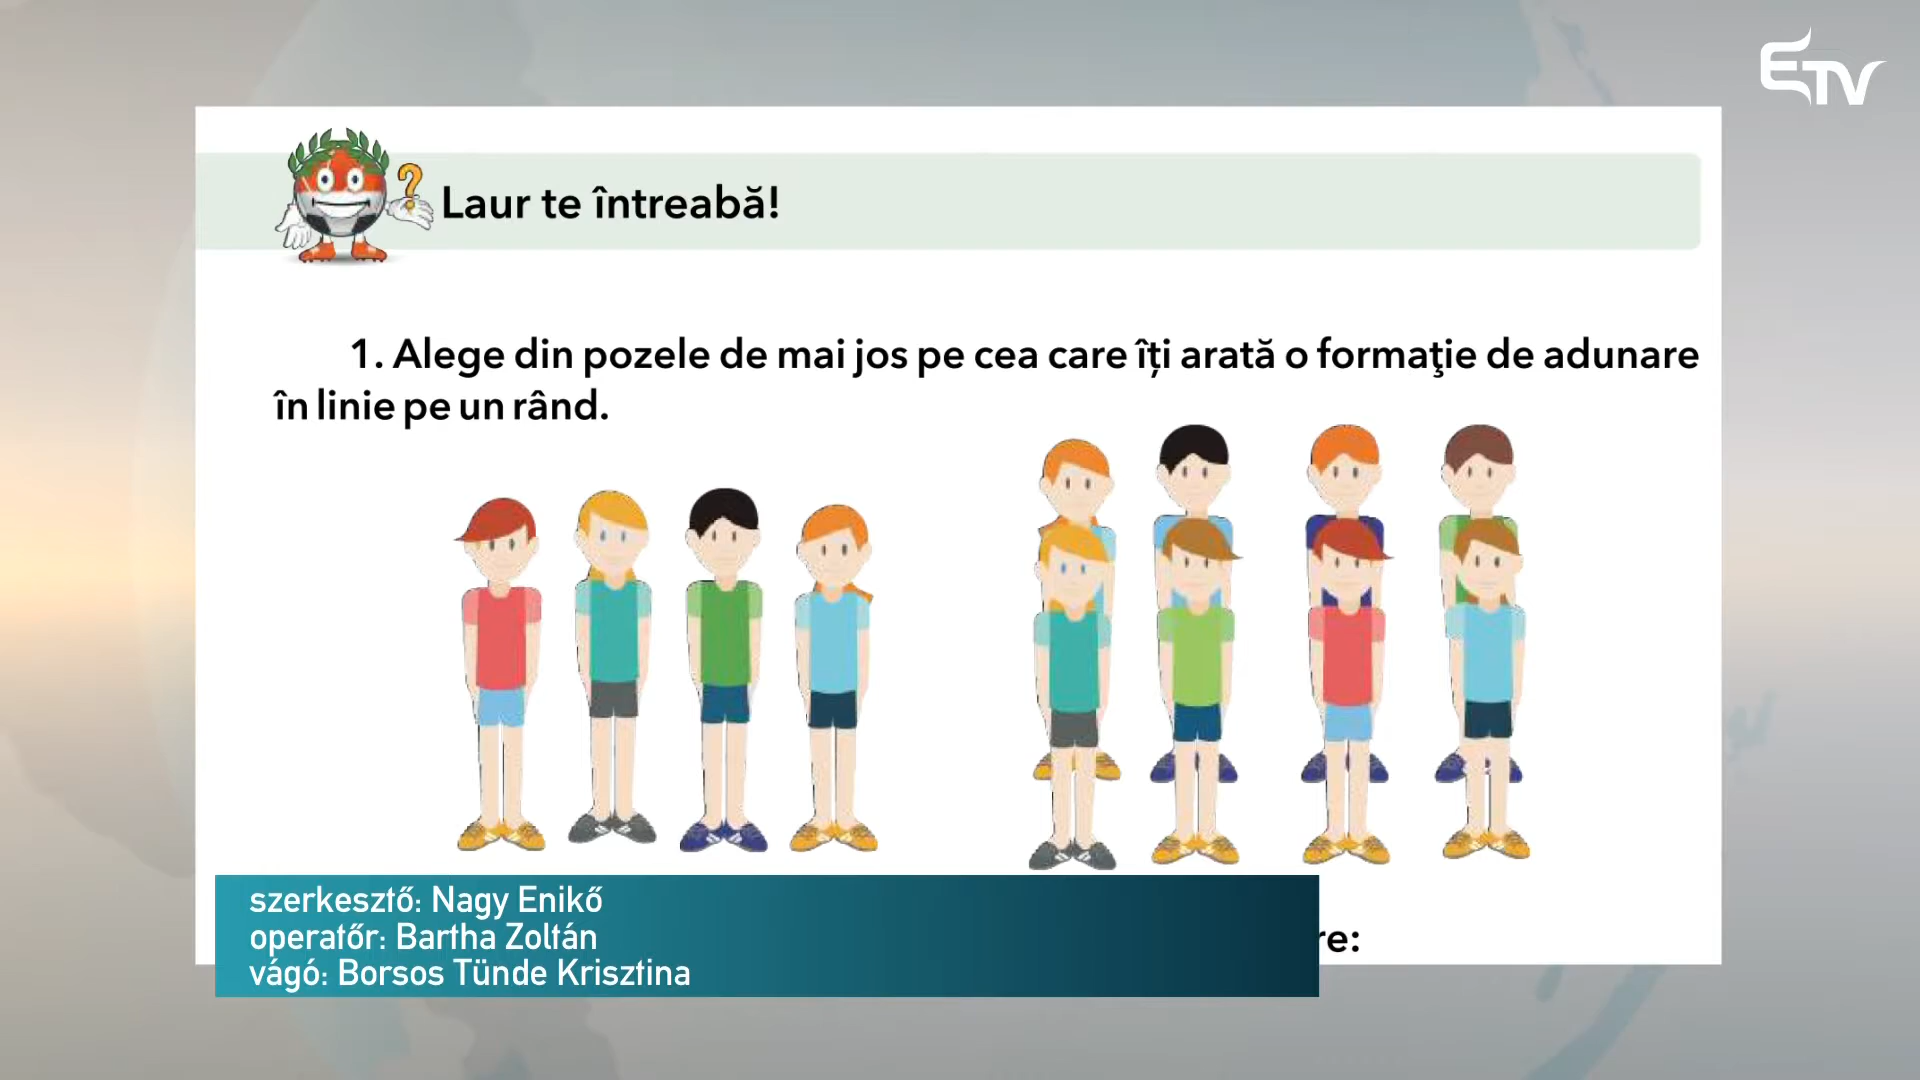 ETV
Laur te întreabă!
1. Alege din pozele de mai jos pe cea care îți arată o formaţie de adunare
în linie pe un rând.
re:
szerkesztő: Nagy Enikő
operatőr: Bartha Zoltán
vágó: Borsos Tünde Krisztina